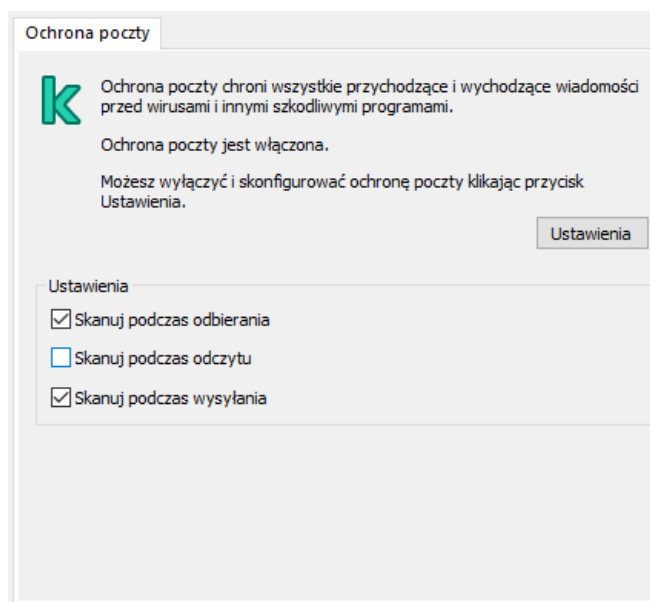 Ochrona poczty
Ochrona poczty chroni wszystkie przychodzące i wychodzące wiadomości
przed wirusami i innymi szkodliwymi programami.
Ochrona poczty jest włączona.
Możesz wyłączyć i skonfigurować ochronę poczty klikając przycisk
Ustawienia.
Ustawienia
Ustawienia
Skanuj podczas odbierania
Skanuj podczas odczytu
Skanuj podczas wysyłania